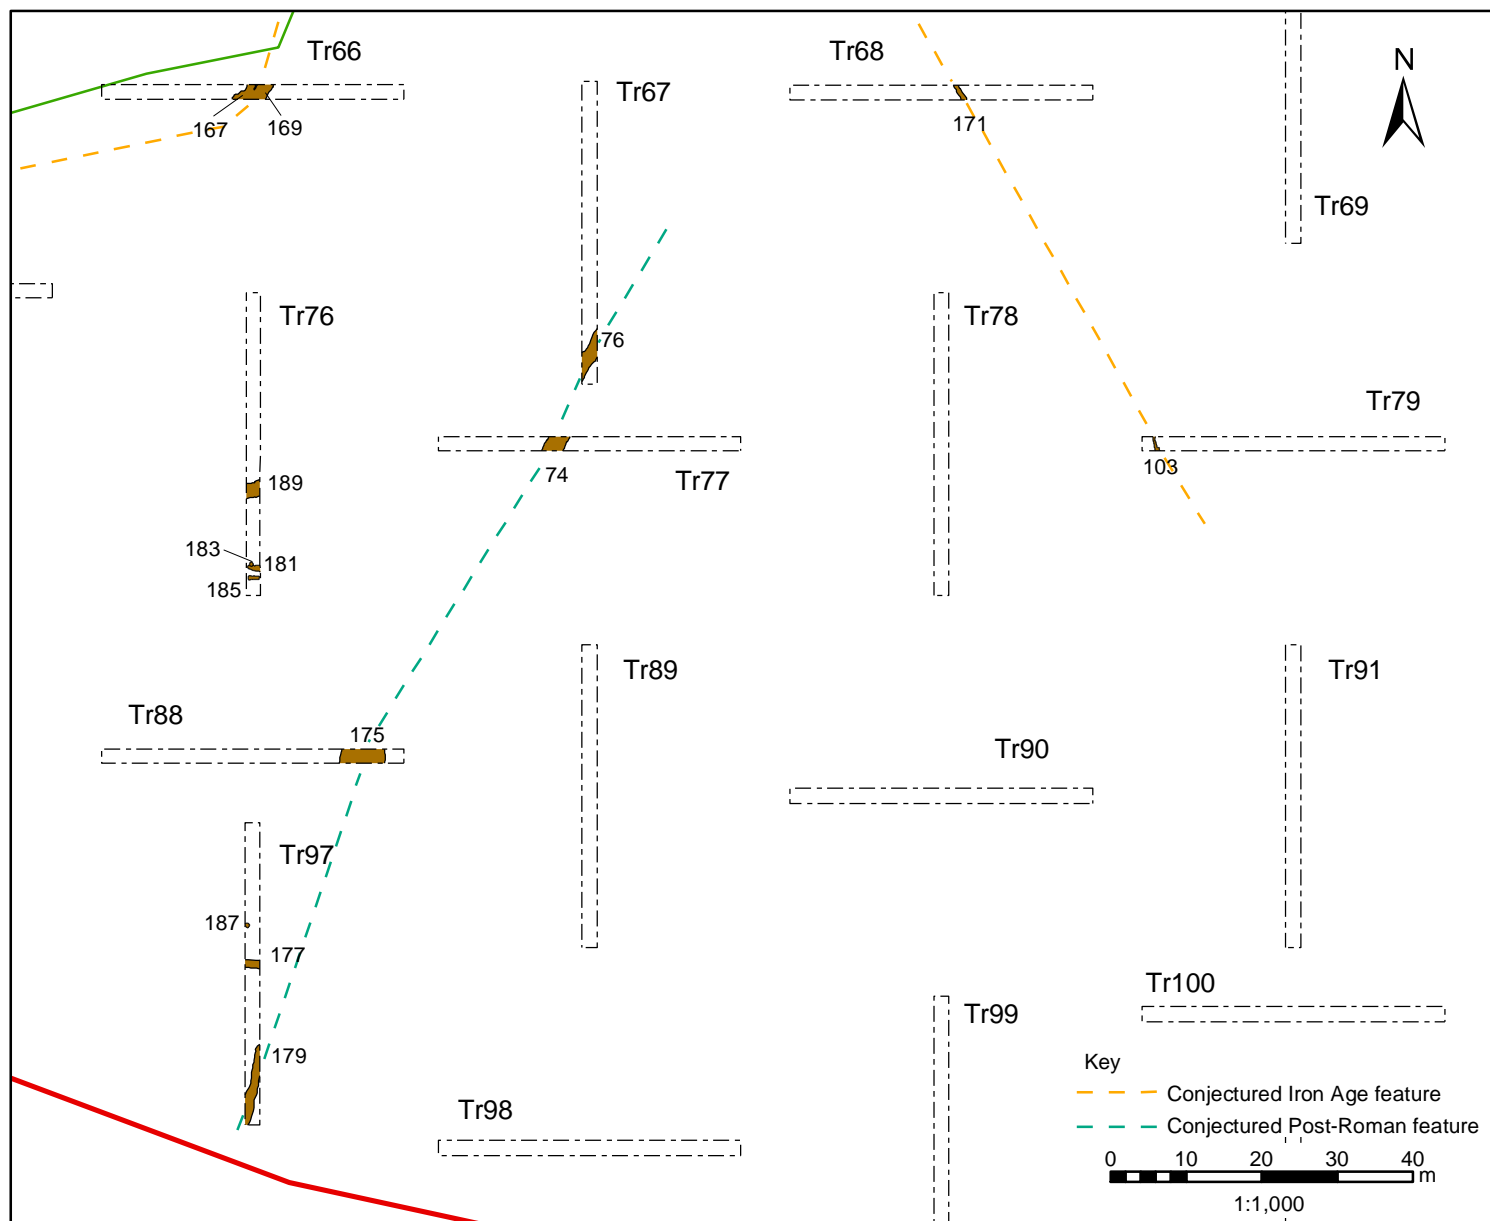 Tr66
Tr68
N
Tr67
167
169
171
Tr69
Tr76
Tr78
76
Tr79
74
Tr77
103
189
183
181
185
Tr89
Tr91
Tr88
175
Tr90
Tr97
187
177
Tr100
Tr99
179
Key
Conjectured Iron Age feature
Tr98
Conjectured Post-Roman feature
0 10 20 30 40
m
1:1,000